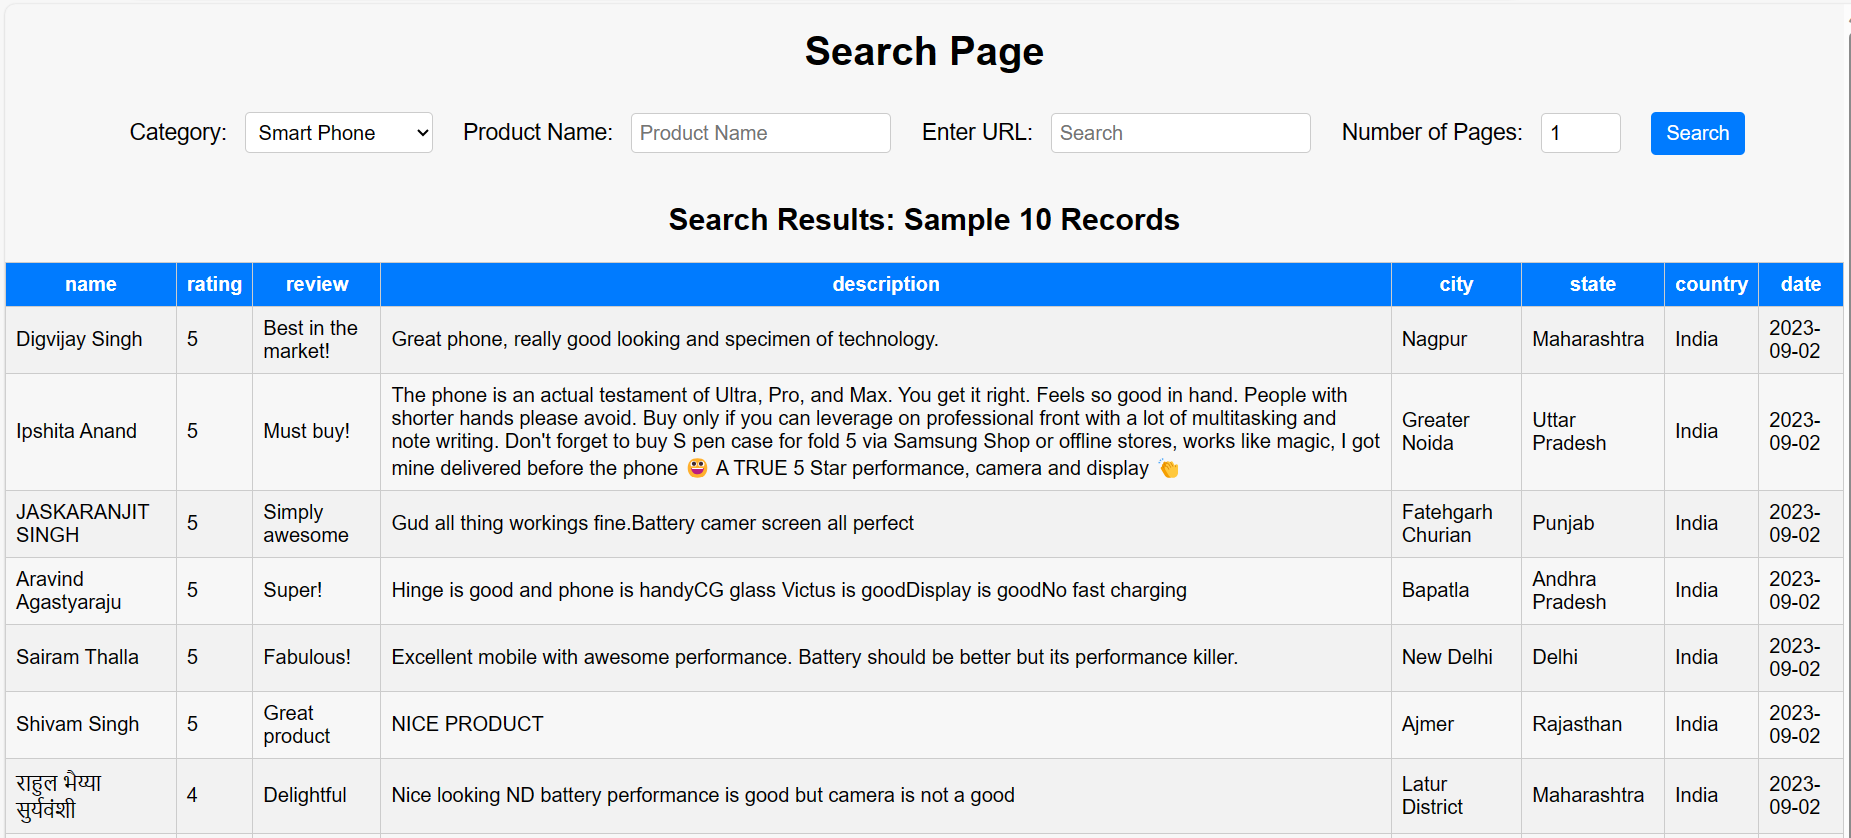 Search Page
Category: Smart Phone Product Name: Product Name Enter URL: Search Number of Pages: 1 Search
Search Results: Sample 10 Records
name rating review description city state country date
Digvijay Singh 5 Best in the market! Great phone, really good looking and specimen of technology. Nagpur Maharashtra India 2023-09-02
Ipshita Anand 5 Must buy! The phone is an actual testament of Ultra, Pro, and Max. You get it right. Feels so good in hand. People with
shorter hands please avoid. Buy only if you can leverage on professional front with a lot of multitasking and
note writing. Don't forget to buy S pen case for fold 5 via Samsung Shop or offline stores, works like magic, I got
mine delivered before the phone 😀 A TRUE 5 Star performance, camera and display 👏 Greater Noida Uttar Pradesh India 2023-09-02
JASKARANJIT SINGH 5 Simply awesome Gud all thing workings fine.Battery camer screen all perfect Fatehgarh Churian Punjab India 2023-09-02
Aravind Agastyaraju 5 Super! Hinge is good and phone is handyCG glass Victus is goodDisplay is goodNo fast charging Bapatla Andhra Pradesh India 2023-09-02
Sairam Thalla 5 Fabulous! Excellent mobile with awesome performance. Battery should be better but its performance killer. New Delhi Delhi India 2023-09-02
Shivam Singh 5 Great product NICE PRODUCT Ajmer Rajasthan India 2023-09-02
राहुल भैय्या सुर्यवंशी 4 Delightful Nice looking ND battery performance is good but camera is not a good Latur District Maharashtra India 2023-09-02